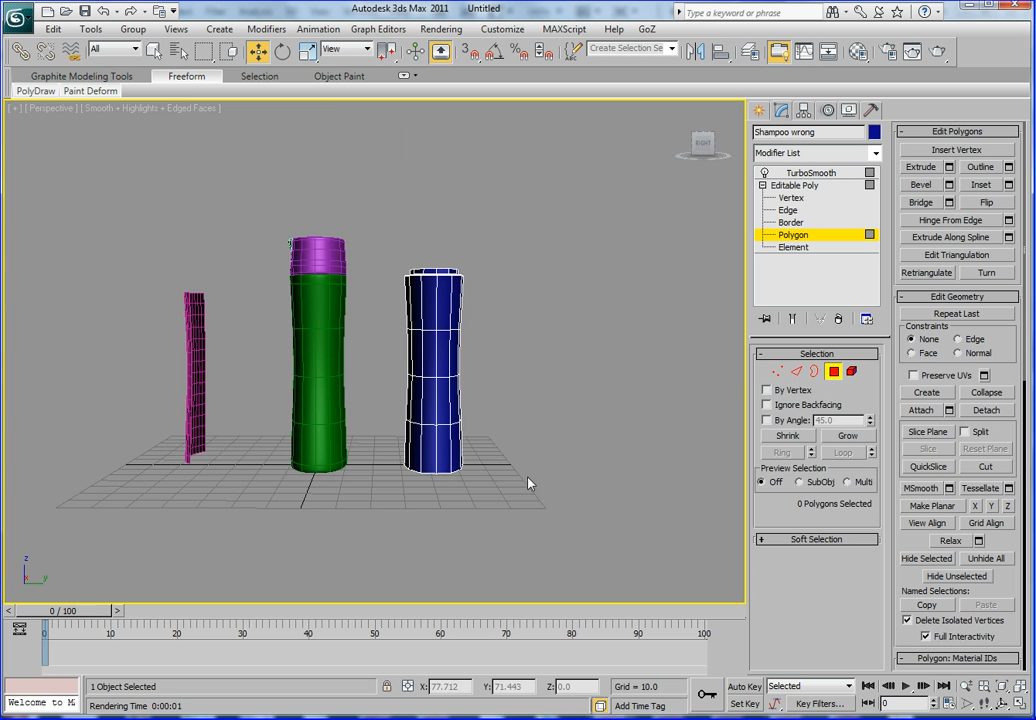 Autodesk 3ds Max 2011 Untitled
Type a keyword or phrase
Edit Tools Group Views Create Modifiers Animation Graph Editors Rendering Customize MAXScript Help GoZ
All View 3 % Create Selection Se
Graphite Modeling Tools Freeform Selection Object Paint
PolyDraw Paint Deform
[ + ] [ Perspective ] [ Smooth + Highlights + Edged Faces ]
RIGHT
z
x y
Shampoo wrong
Modifier List
TurboSmooth
Editable Poly
Vertex
Edge
Border
Polygon
Element
Selection
By Vertex
Ignore Backfacing
By Angle: 45.0
Shrink Grow
Ring Loop
Preview Selection
Off SubObj Multi
0 Polygons Selected
Soft Selection
Edit Polygons
Insert Vertex
Extrude Outline
Bevel Inset
Bridge Flip
Hinge From Edge
Extrude Along Spline
Edit Triangulation
Retriangulate Turn
Edit Geometry
Repeat Last
Constraints
None Edge
Face Normal
Preserve UVs
Create Collapse
Attach Detach
Slice Plane Split
Slice Reset Plane
QuickSlice Cut
MSmooth Tessellate
Make Planar X Y Z
View Align Grid Align
Relax
Hide Selected Unhide All
Hide Unselected
Named Selections:
Copy Paste
Delete Isolated Vertices
Full Interactivity
Polygon: Material IDs
< 0 / 100 >
0 10 20 30 40 50 60 70 80 90 100
1 Object Selected X: 77.712 Y: 71.443 Z: 0.0 Grid = 10.0 Auto Key Selected
Welcome to M Rendering Time 0:00:01 Add Time Tag Set Key Key Filters... 0